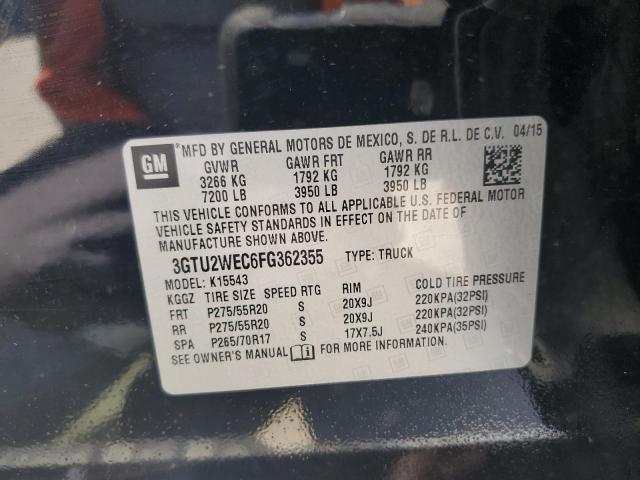 GM
*MFD BY GENERAL MOTORS DE MEXICO, S. DE R.L. DE C.V. 04/15
GVWR GAWR FRT GAWR RR
3266 KG 1792 KG 1792 KG
7200 LB 3950 LB 3950 LB
THIS VEHICLE CONFORMS TO ALL APPLICABLE U.S. FEDERAL MOTOR
VEHICLE SAFETY STANDARDS IN EFFECT ON THE DATE OF
MANUFACTURE SHOWN ABOVE.
3GTU2WEC6FG362355 TYPE: TRUCK
MODEL: K15543
KGGZ TIRE SIZE SPEED RTG RIM COLD TIRE PRESSURE
FRT P275/55R20 S 20X9J 220KPA(32PSI)
RR P275/55R20 S 20X9J 220KPA(32PSI)
SPA P265/70R17 S 17X7.5J 240KPA(35PSI)
SEE OWNER'S MANUAL FOR MORE INFORMATION